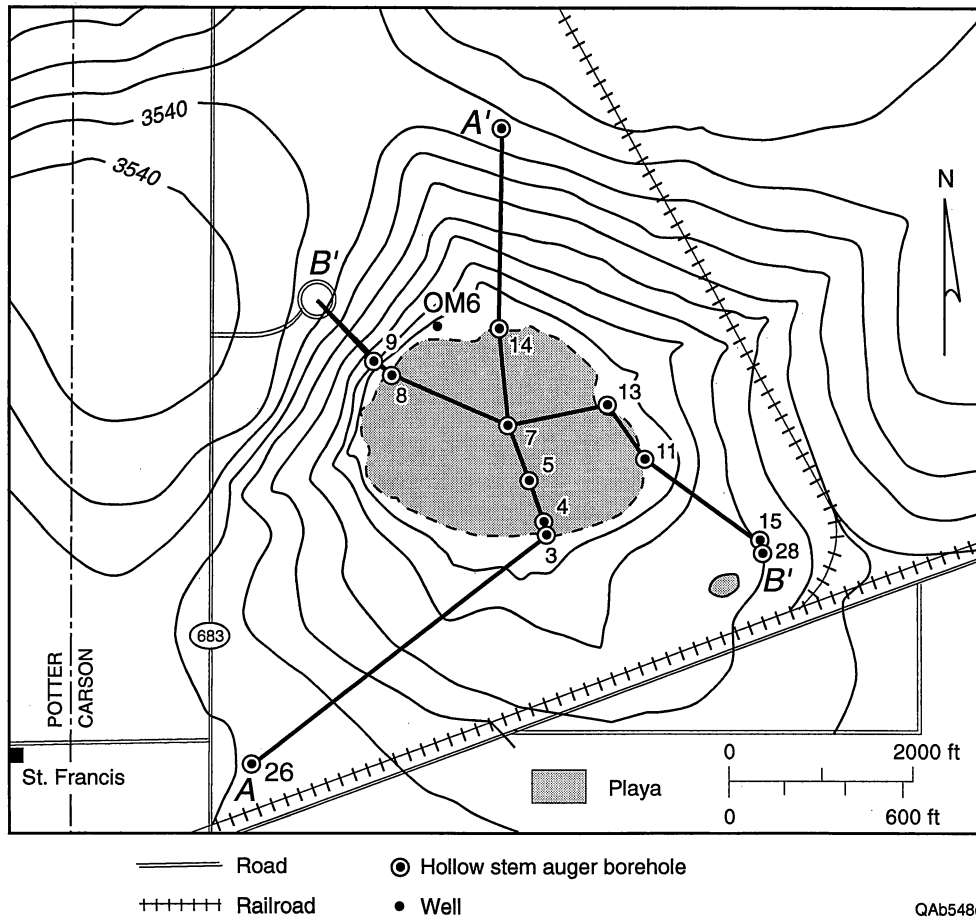 3540
A'
3540
N
B'
OM6
9
14
8
13
7
11
5
4
15
3
28
B'
683
POTTER
CARSON
0 2000 ft
St. Francis
26
A
Playa
0 600 ft
Road
Hollow stem auger borehole
Railroad
Well